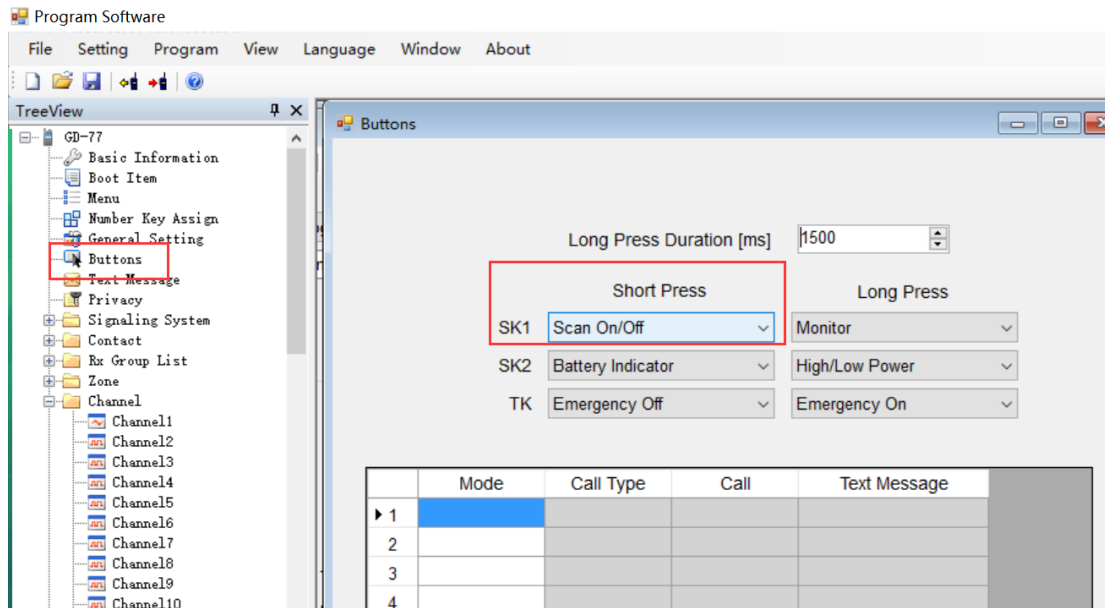 Program Software
File Setting Program View Language Window About
TreeView
GD-77
Basic Information
Boot Item
Menu
Number Key Assign
General Setting
Buttons
Text Message
Privacy
Signaling System
Contact
Rx Group List
Zone
Channel
Channel1
Channel2
Channel3
Channel4
Channel5
Channel6
Channel7
Channel8
Channel9
Channel10
Buttons
Long Press Duration [ms] 1500
Short Press Long Press
SK1 Scan On/Off Monitor
SK2 Battery Indicator High/Low Power
TK Emergency Off Emergency On
Mode Call Type Call Text Message
1
2
3
4